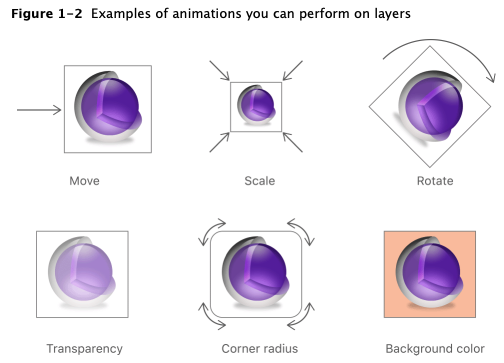 Figure 1–2 Examples of animations you can perform on layers
Move Scale Rotate
Transparency Corner radius Background color